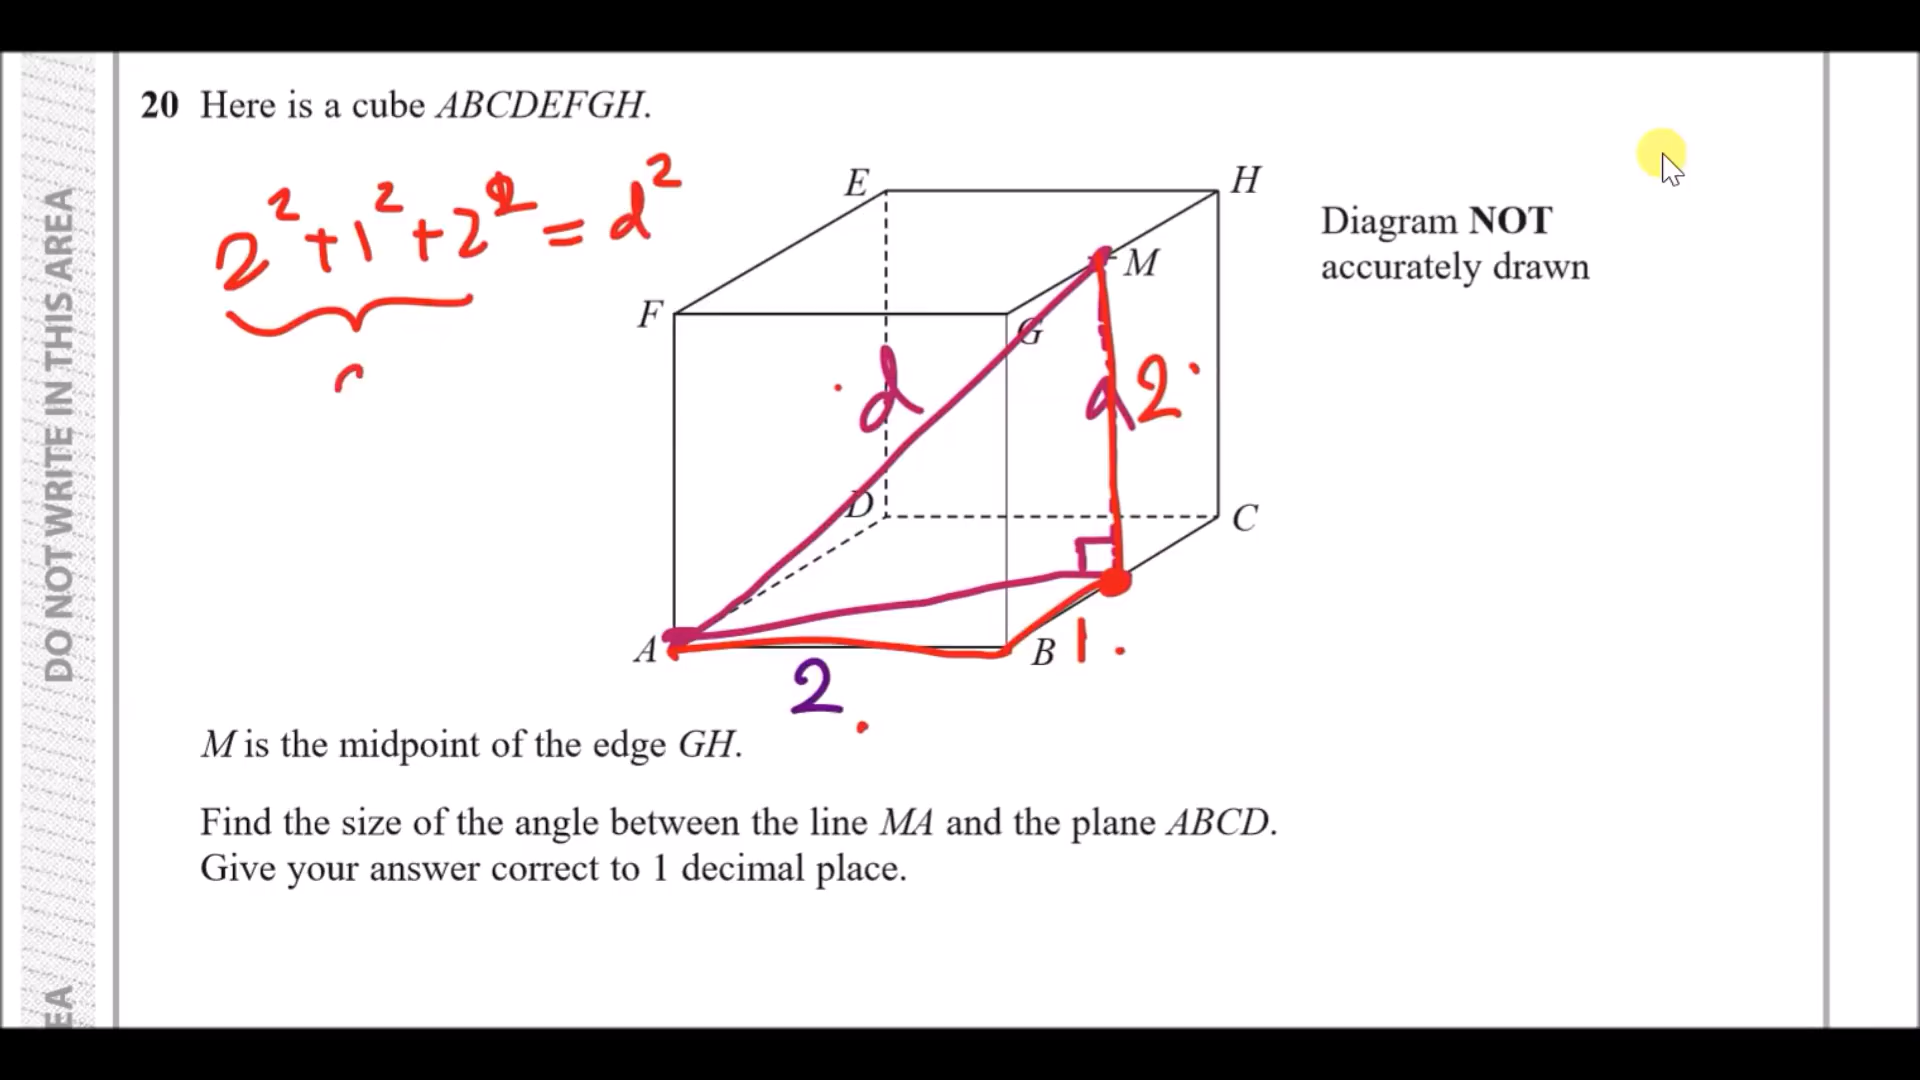 20 Here is a cube ABCDEFGH.
2² + 1² + 2² = d²
E
H
Diagram NOT
accurately drawn
M
F
G
d
2
D
C
A
B
1
2
M is the midpoint of the edge GH.
Find the size of the angle between the line MA and the plane ABCD.
Give your answer correct to 1 decimal place.
DO NOT WRITE IN THIS AREA
EA